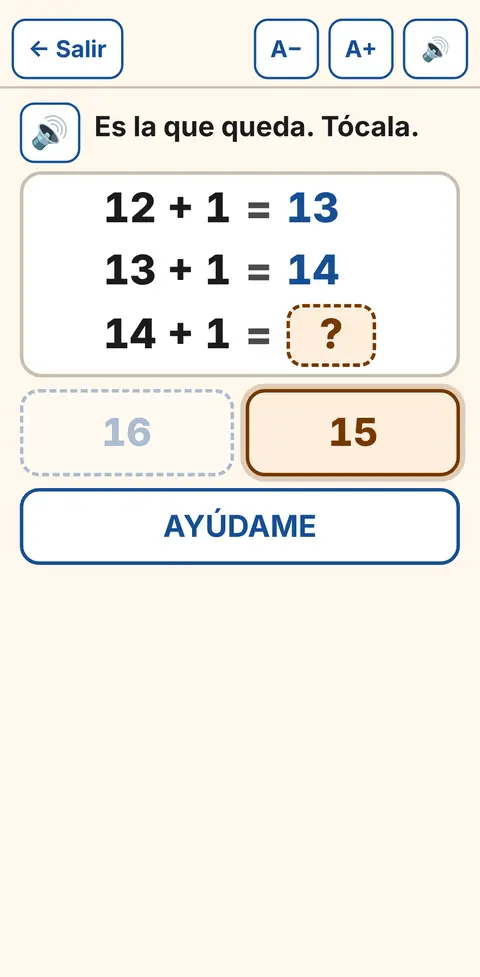 ← Salir
A−
A+
Es la que queda. Tócala.
12 + 1 = 13
13 + 1 = 14
14 + 1 = ?
16
15
AYÚDAME